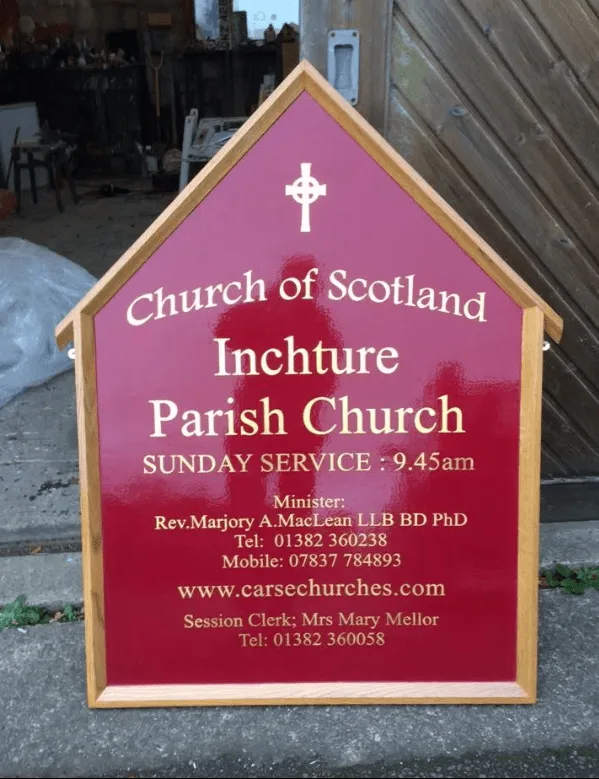 Church of Scotland
Inchture
Parish Church
SUNDAY SERVICE : 9.45am
Minister:
Rev.Marjory A.MacLean LLB BD PhD
Tel: 01382 360238
Mobile: 07837 784893
www.carsechurches.com
Session Clerk; Mrs Mary Mellor
Tel: 01382 360058